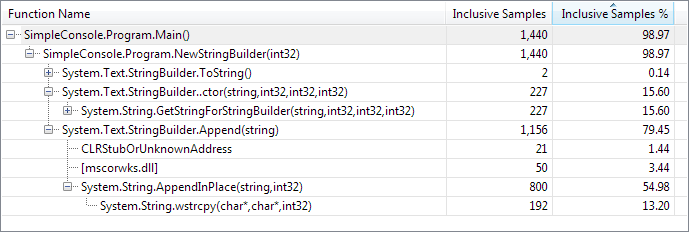 Function Name Inclusive Samples Inclusive Samples %
SimpleConsole.Program.Main() 1,440 98.97
SimpleConsole.Program.NewStringBuilder(int32) 1,440 98.97
System.Text.StringBuilder.ToString() 2 0.14
System.Text.StringBuilder..ctor(string,int32,int32,int32) 227 15.60
System.String.GetStringForStringBuilder(string,int32,int32,int32) 227 15.60
System.Text.StringBuilder.Append(string) 1,156 79.45
CLRStubOrUnknownAddress 21 1.44
[mscorwks.dll] 50 3.44
System.String.AppendInPlace(string,int32) 800 54.98
System.String.wstrcpy(char*,char*,int32) 192 13.20